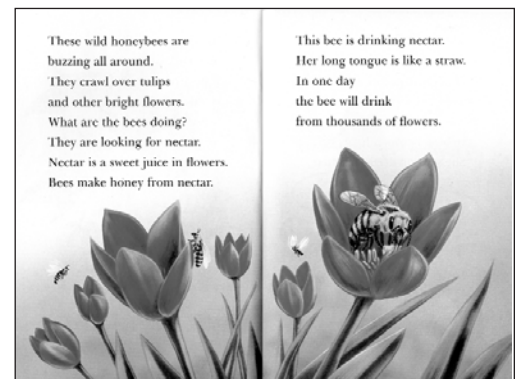 These wild honeybees are
buzzing all around.
They crawl over tulips
and other bright flowers.
What are the bees doing?
They are looking for nectar.
Nectar is a sweet juice in flowers.
Bees make honey from nectar.
This bee is drinking nectar.
Her long tongue is like a straw.
In one day
the bee will drink
from thousands of flowers.